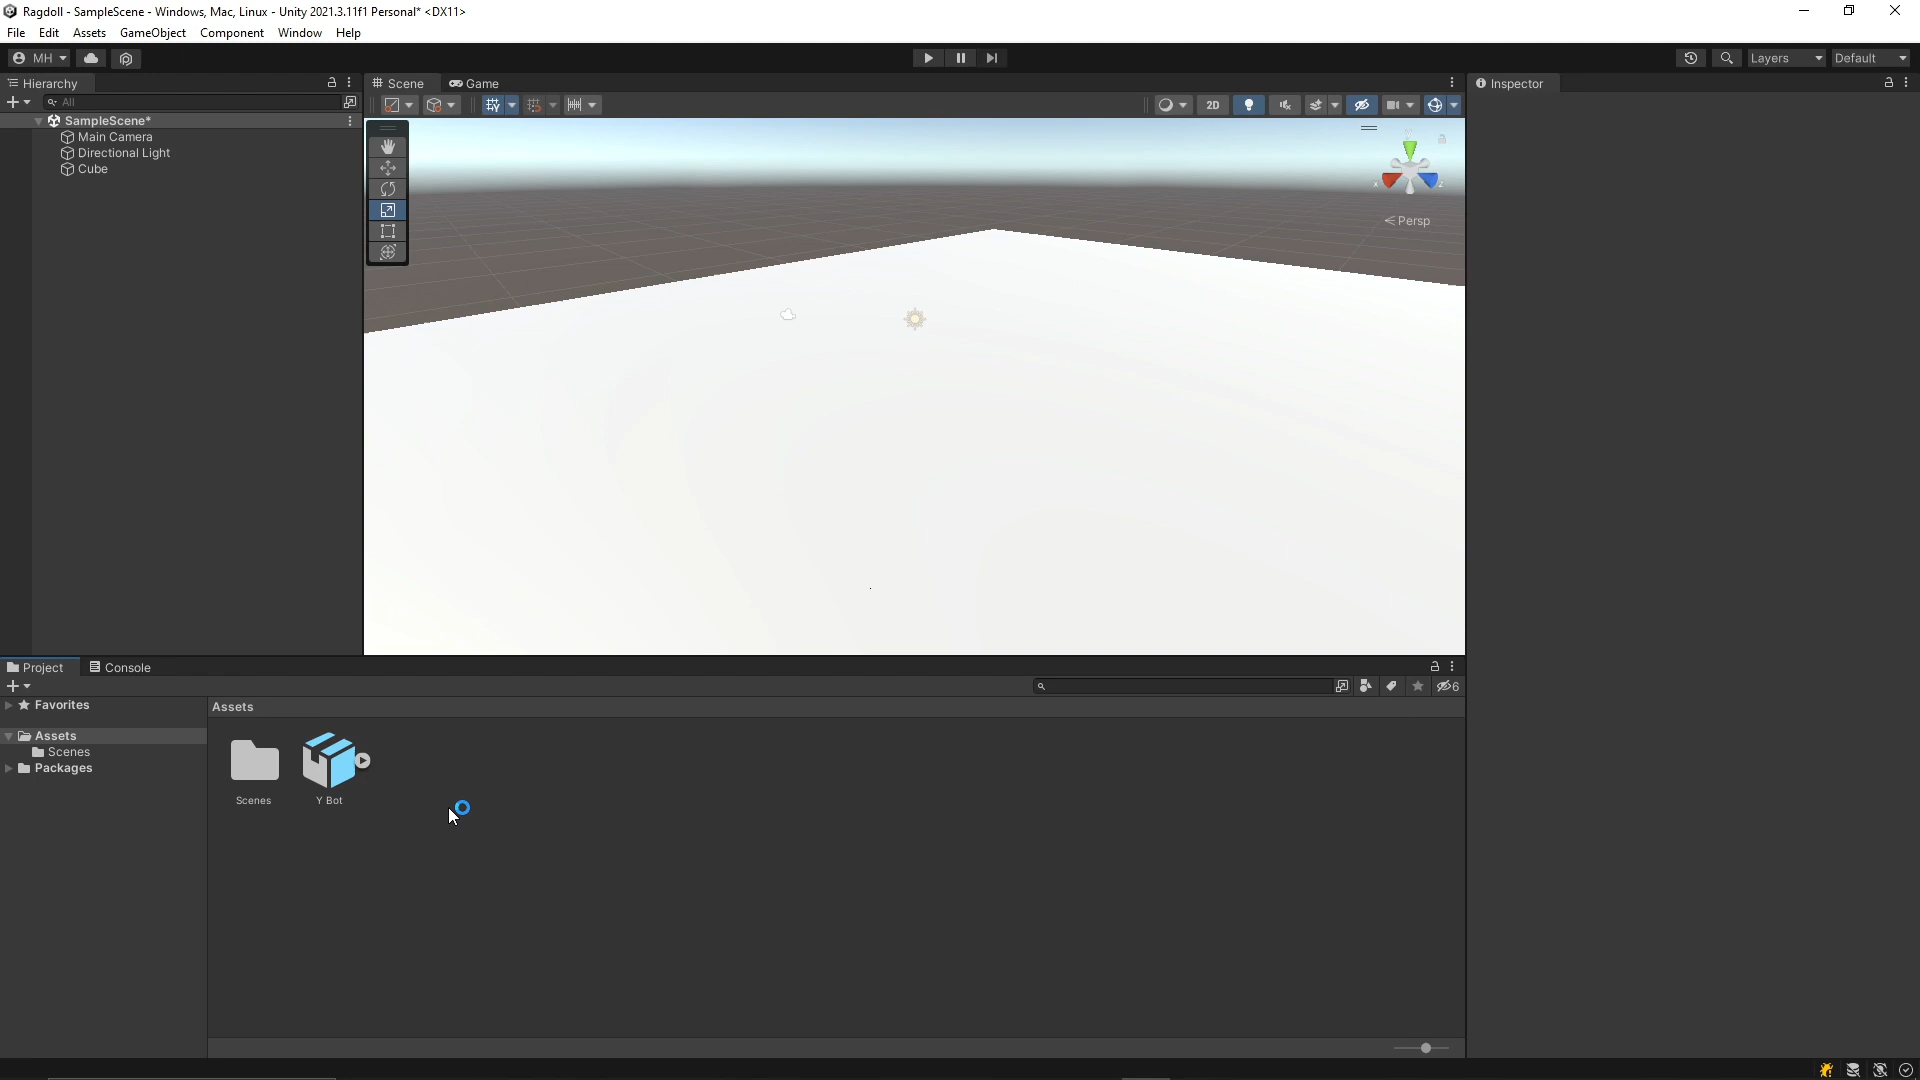 Ragdoll - SampleScene - Windows, Mac, Linux - Unity 2021.3.11f1 Personal* <DX11>
File Edit Assets GameObject Component Window Help
MH Layers Default
Hierarchy Scene Game Inspector
All 2D
SampleScene*
Main Camera
Directional Light
Cube
y
x z
Persp
Project Console
6
Favorites
Assets
Assets
Scenes
Packages
Scenes Y Bot